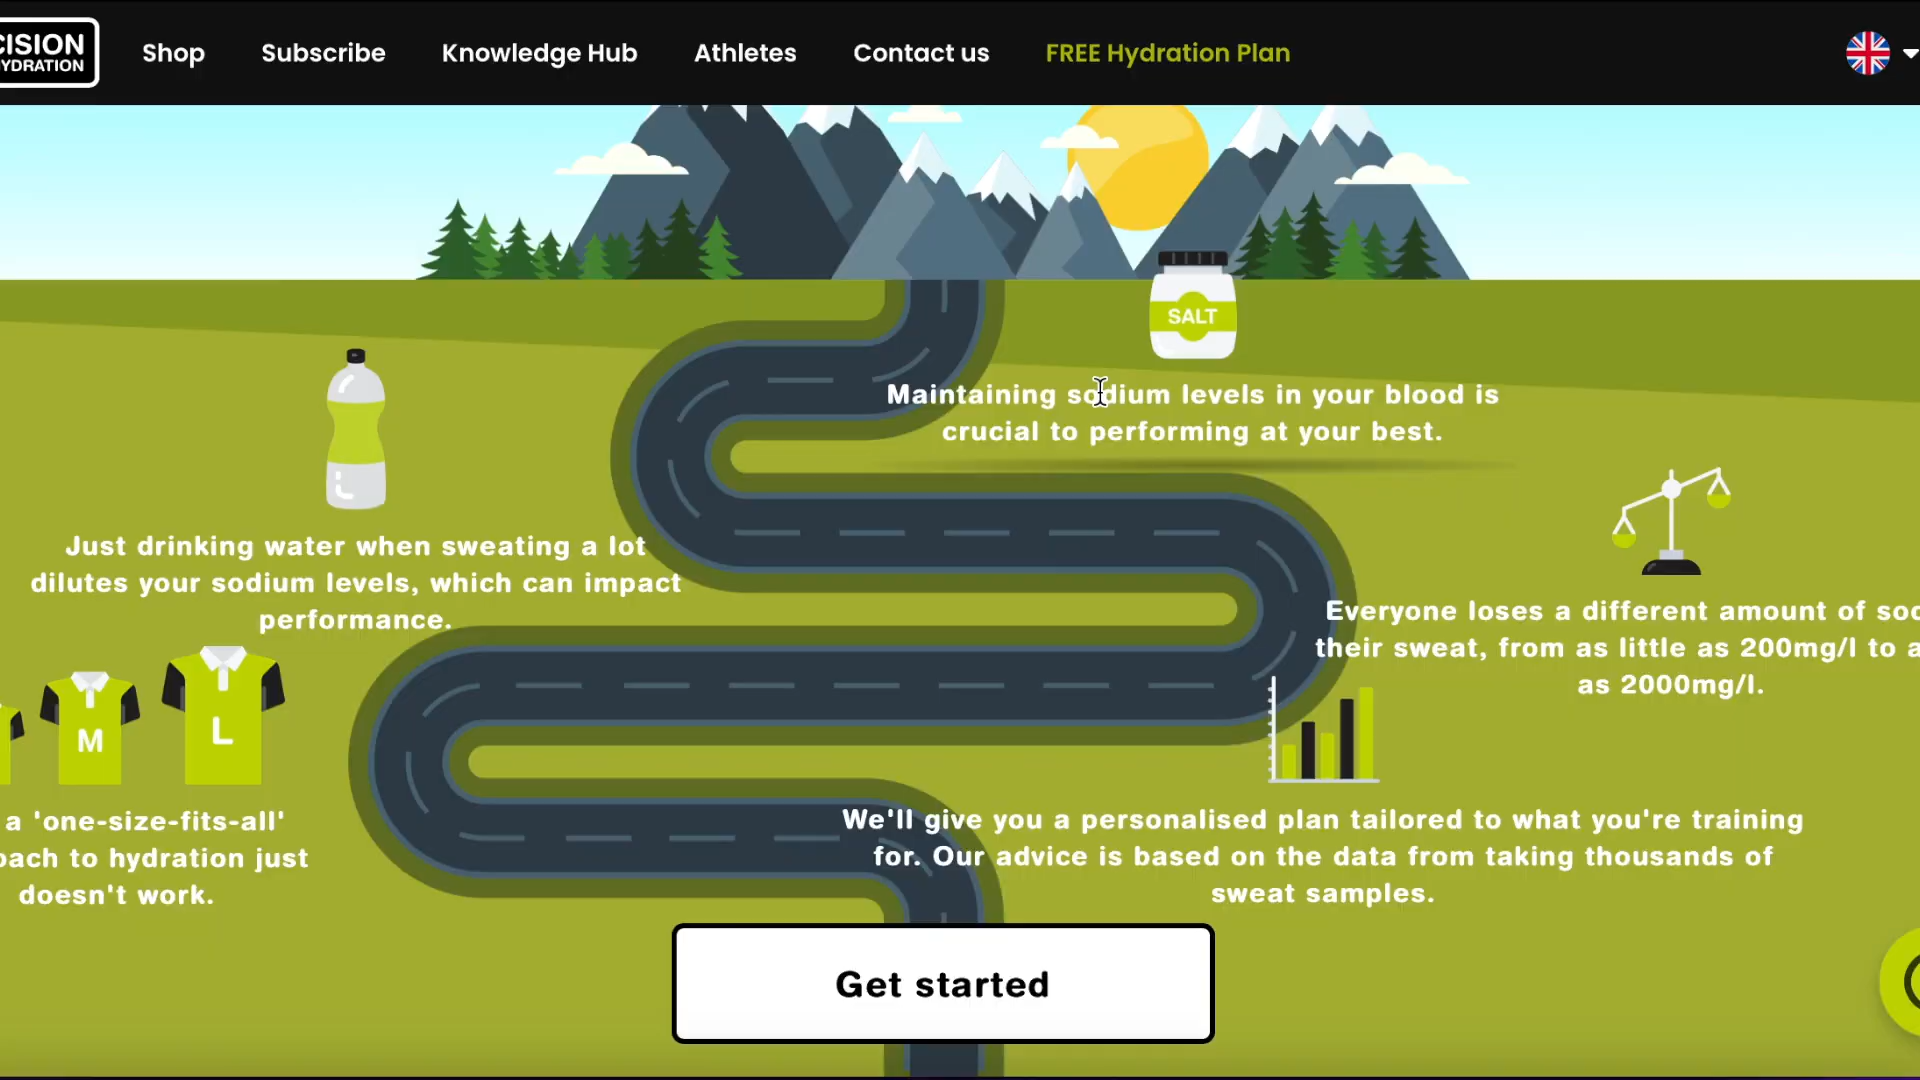 CISION
HYDRATION
Shop
Subscribe
Knowledge Hub
Athletes
Contact us
FREE Hydration Plan
SALT
Maintaining sodium levels in your blood is
crucial to performing at your best.
Just drinking water when sweating a lot
dilutes your sodium levels, which can impact
performance.
Everyone loses a different amount of
their sweat, from as little as 200mg/l to
as 2000mg/l.
M
L
a 'one-size-fits-all'
to hydration just
doesn't work.
We'll give you a personalised plan tailored to what you're training
for. Our advice is based on the data from taking thousands of
sweat samples.
Get started